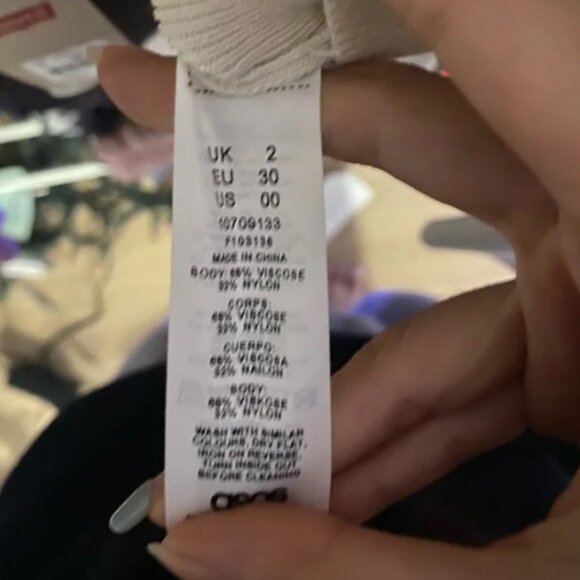 UK 2
EU 30
US 00
10709133
F103136
MADE IN CHINA
BODY: 68% VISCOSE
32% NYLON
CORPS:
68% VISCOSE
32% NYLON
CUERPO:
68% VISCOSA
32% NAILON
BODY:
68% VISKOSE
32% NYLON
WASH WITH SIMILAR
COLOURS, DRY FLAT,
IRON ON REVERSE,
TURN INSIDE OUT
BEFORE CLEANING
asos